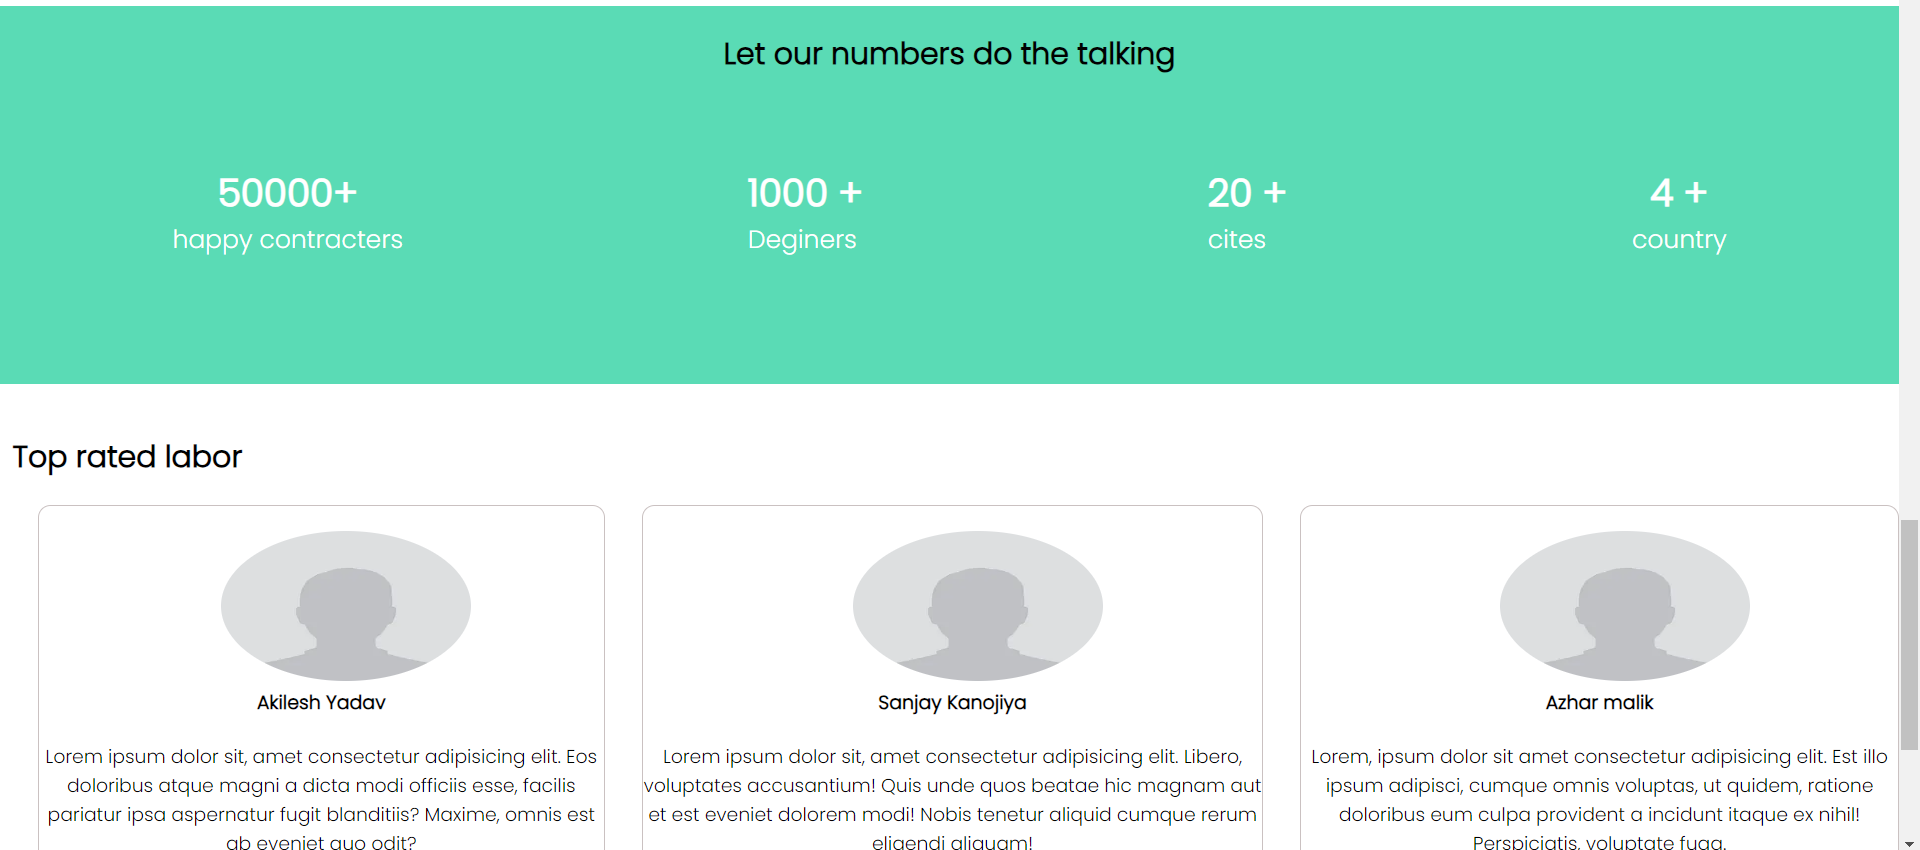 Let our numbers do the talking
50000+
happy contracters
1000 +
Deginers
20 +
cites
4 +
country
Top rated labor
Akilesh Yadav
Lorem ipsum dolor sit, amet consectetur adipisicing elit. Eos
doloribus atque magni a dicta modi officiis esse, facilis
pariatur ipsa aspernatur fugit blanditiis? Maxime, omnis est
ab eveniet quo odit?
Sanjay Kanojiya
Lorem ipsum dolor sit, amet consectetur adipisicing elit. Libero,
voluptates accusantium! Quis unde quos beatae hic magnam aut
et est eveniet dolorem modi! Nobis tenetur aliquid cumque rerum
eligendi aliquam!
Azhar malik
Lorem, ipsum dolor sit amet consectetur adipisicing elit. Est illo
ipsum adipisci, cumque omnis voluptas, ut quidem, ratione
doloribus eum culpa provident a incidunt itaque ex nihil!
Perspiciatis, voluptate fuga.